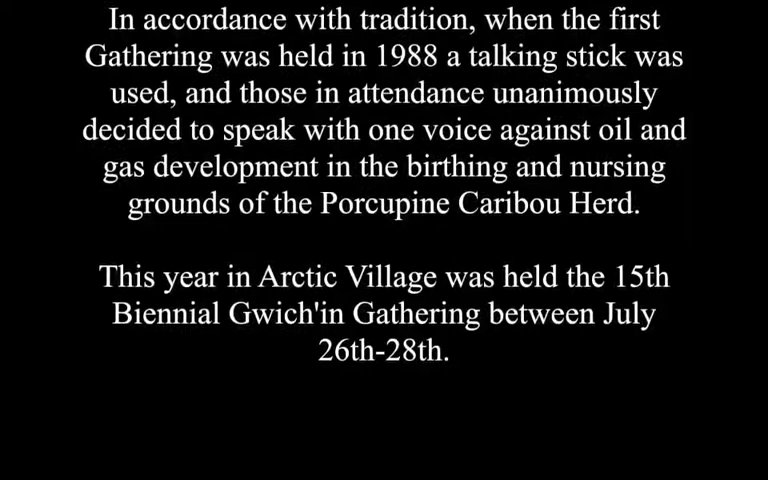 In accordance with tradition, when the first
Gathering was held in 1988 a talking stick was
used, and those in attendance unanimously
decided to speak with one voice against oil and
gas development in the birthing and nursing
grounds of the Porcupine Caribou Herd.
This year in Arctic Village was held the 15th
Biennial Gwich'in Gathering between July
26th-28th.